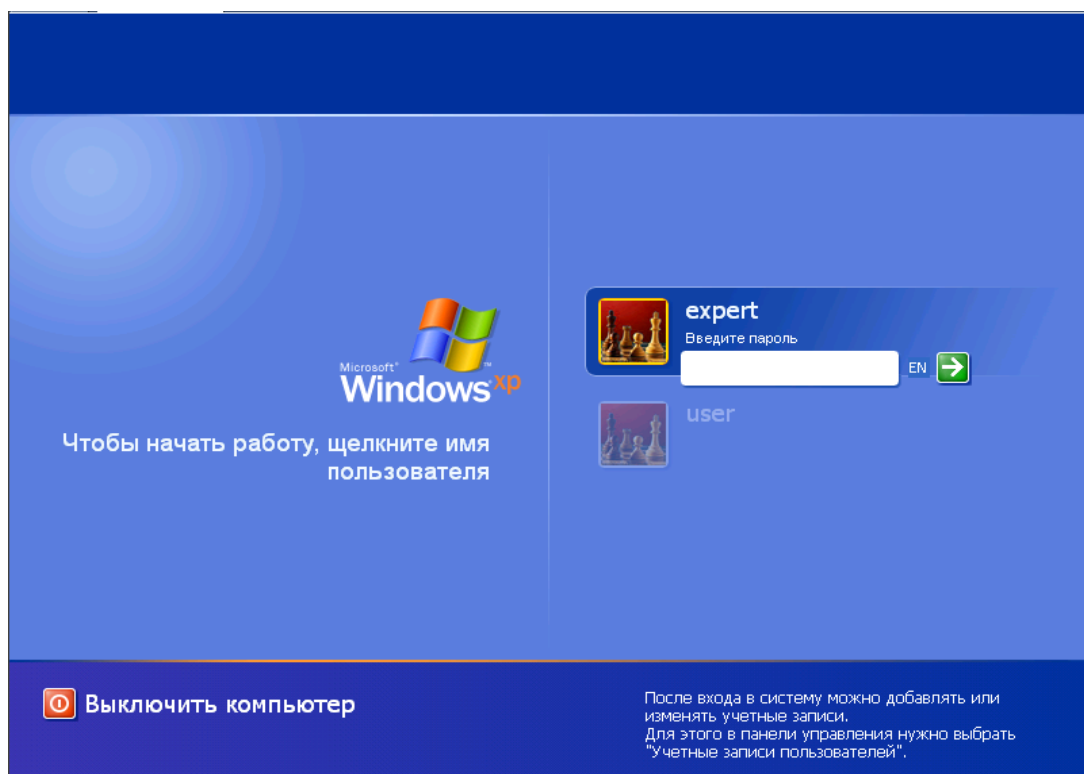 Microsoft®
Windows xp
Чтобы начать работу, щелкните имя
пользователя
expert
Введите пароль
EN
user
Выключить компьютер
После входа в систему можно добавлять или
изменять учетные записи.
Для этого в панели управления нужно выбрать
"Учетные записи пользователей".